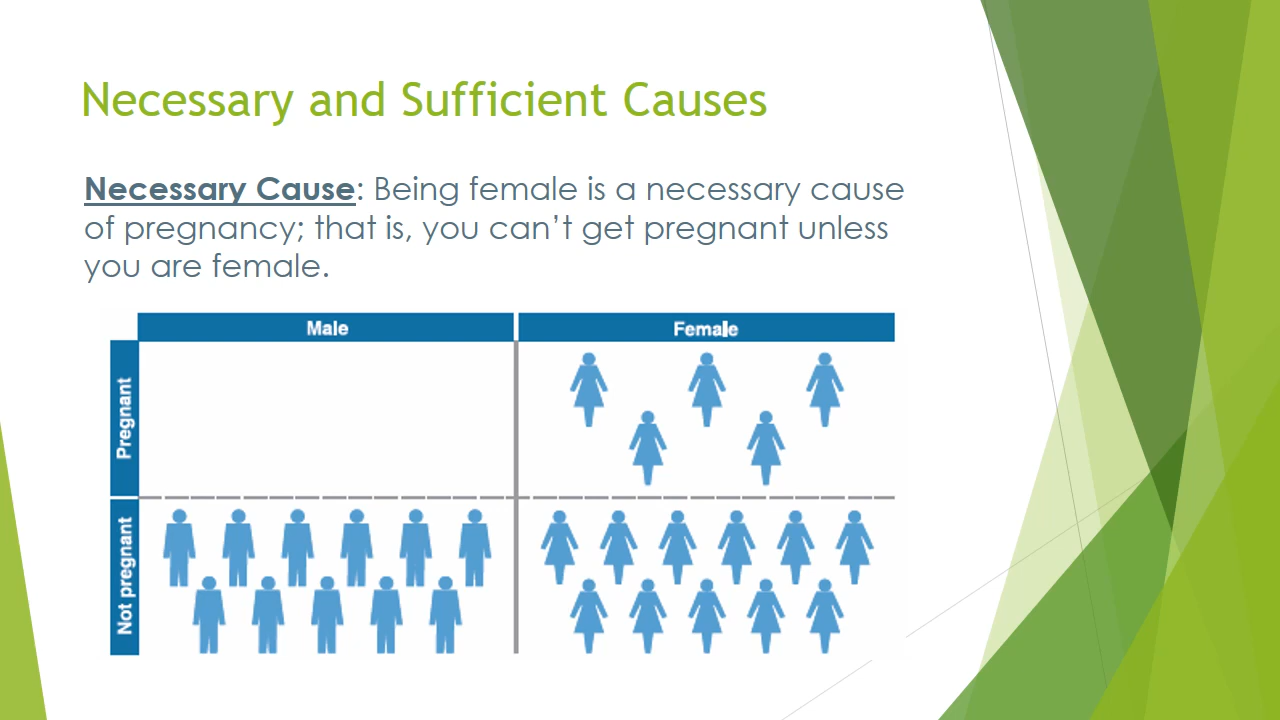 Necessary and Sufficient Causes
Necessary Cause: Being female is a necessary cause
of pregnancy; that is, you can’t get pregnant unless
you are female.
Male
Female
Pregnant
Not pregnant